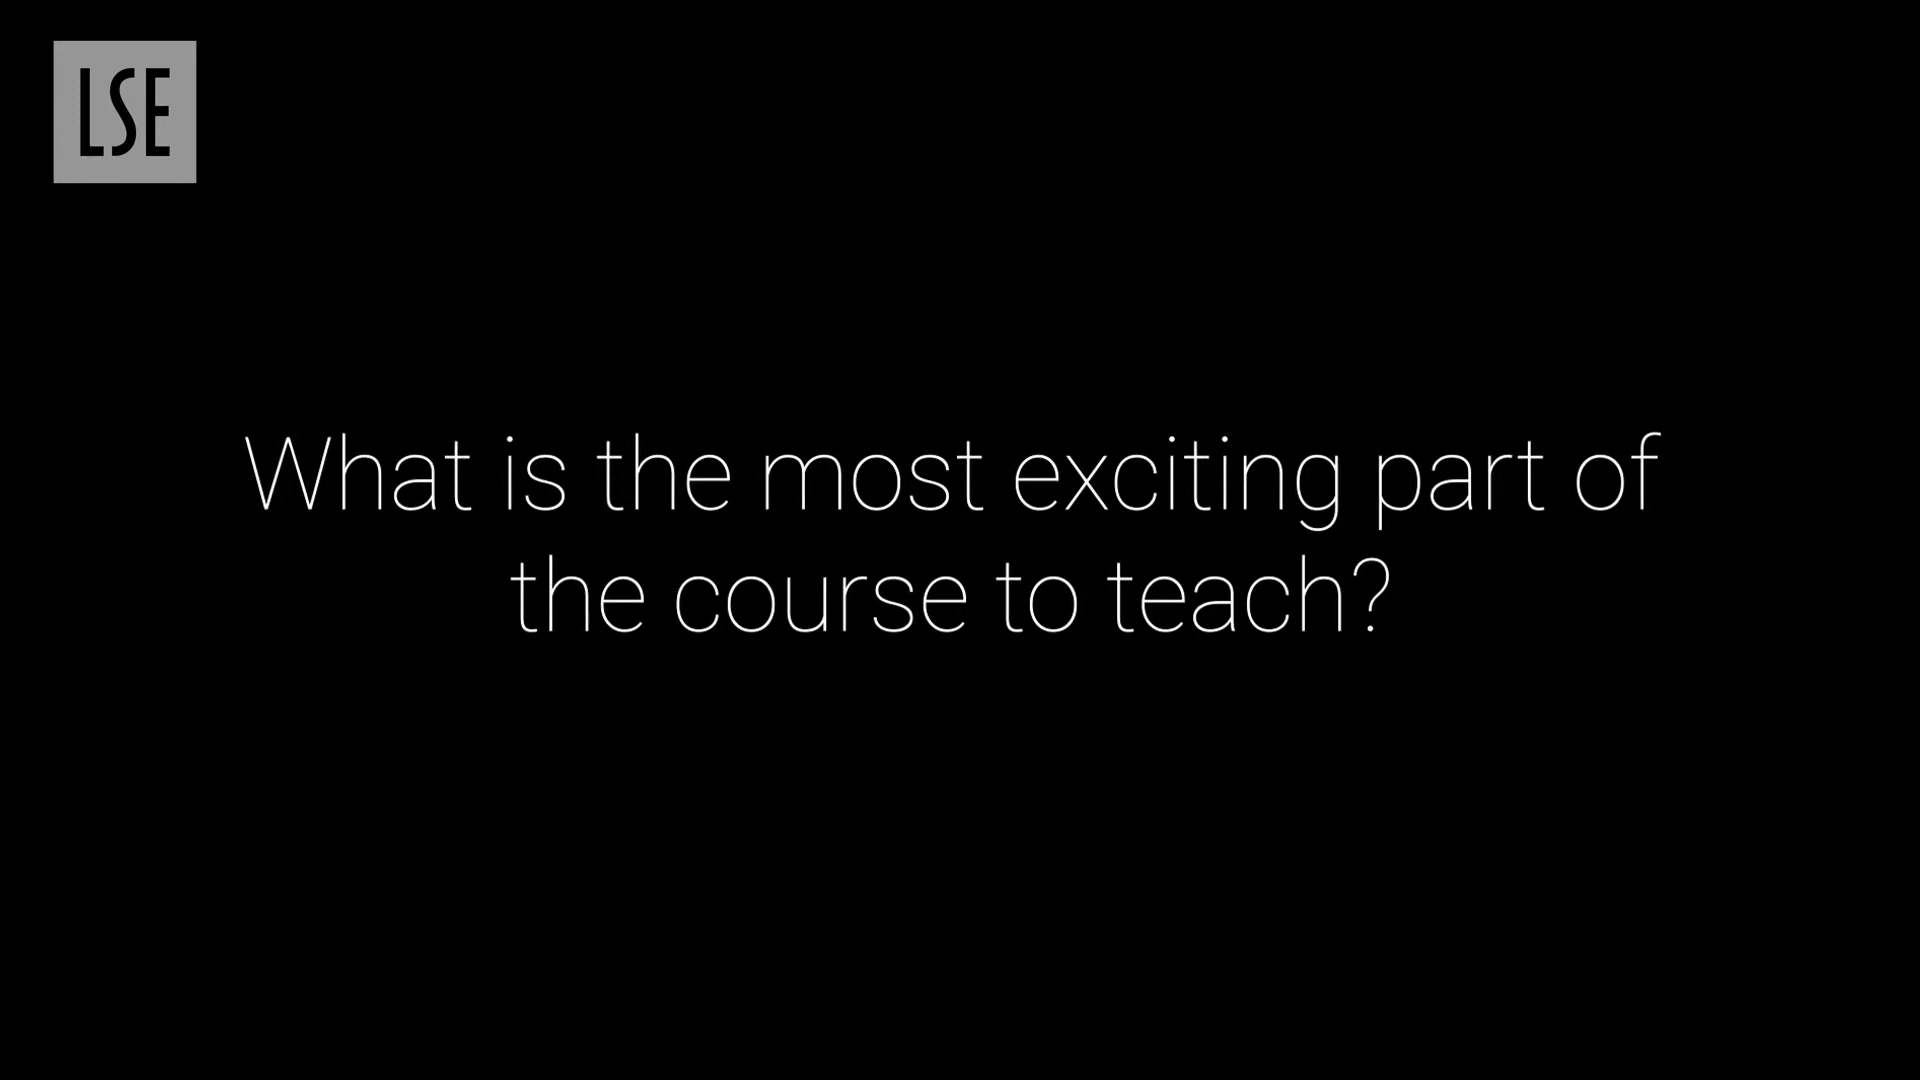 LSE
What is the most exciting part of
the course to teach?